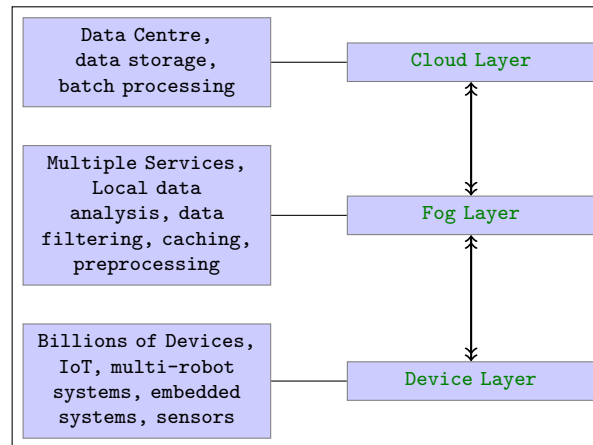 Data Centre,
data storage,
batch processing
Cloud Layer
Multiple Services,
Local data
analysis, data
filtering, caching,
preprocessing
Fog Layer
Billions of Devices,
IoT, multi-robot
systems, embedded
systems, sensors
Device Layer